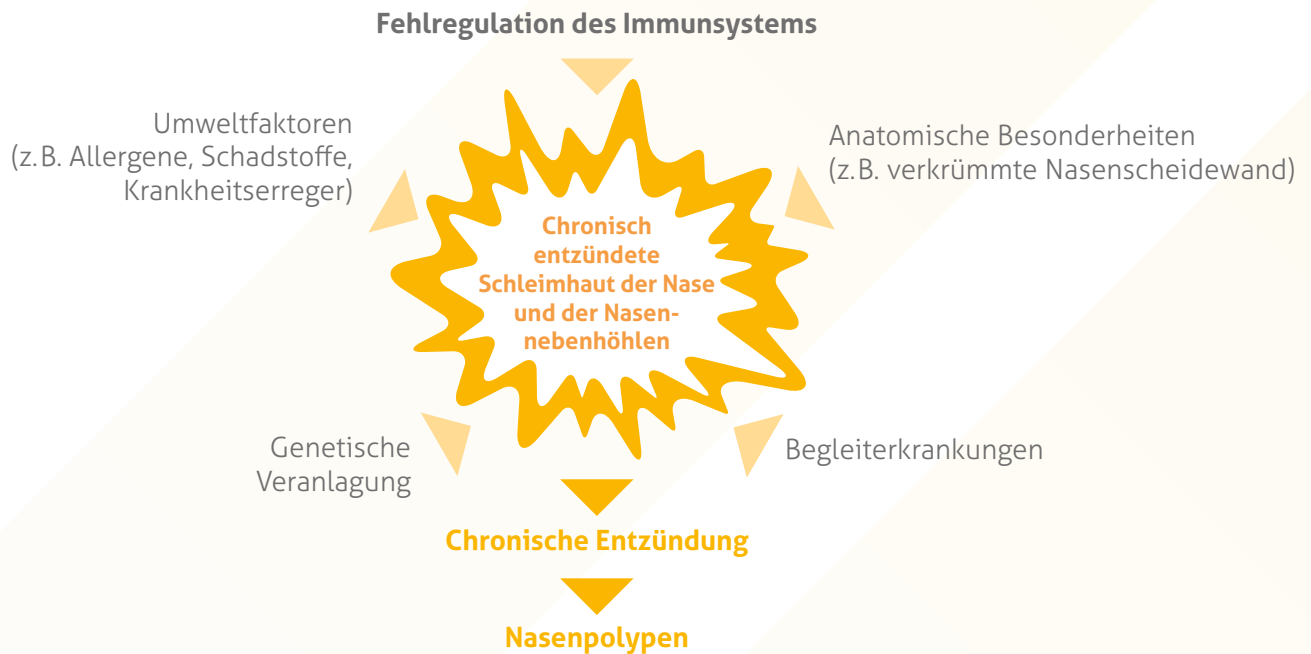 Fehlregulation des Immunsystems
Umweltfaktoren
(z.B. Allergene, Schadstoffe,
Krankheitserreger)
Anatomische Besonderheiten
(z.B. verkrümmte Nasenscheidewand)
Chronisch
entzündete
Schleimhaut der Nase
und der Nasen-
nebenhöhlen
Genetische
Veranlagung
Begleiterkrankungen
Chronische Entzündung
Nasenpolypen